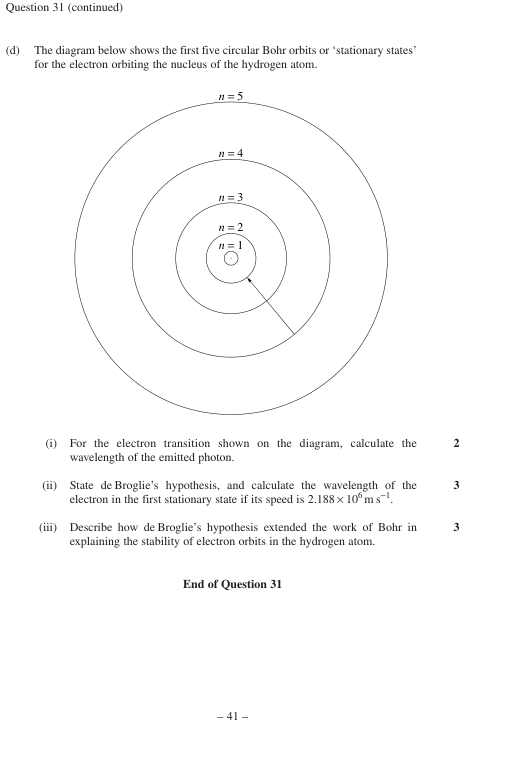 Question 31 (continued)
(d) The diagram below shows the first five circular Bohr orbits or ‘stationary states’
for the electron orbiting the nucleus of the hydrogen atom.
n = 5
n = 4
n = 3
n = 2
n = 1
(i) For the electron transition shown on the diagram, calculate the 2
wavelength of the emitted photon.
(ii) State de Broglie’s hypothesis, and calculate the wavelength of the 3
electron in the first stationary state if its speed is 2.188 × 10⁶ m s⁻¹.
(iii) Describe how de Broglie’s hypothesis extended the work of Bohr in 3
explaining the stability of electron orbits in the hydrogen atom.
End of Question 31
– 41 –